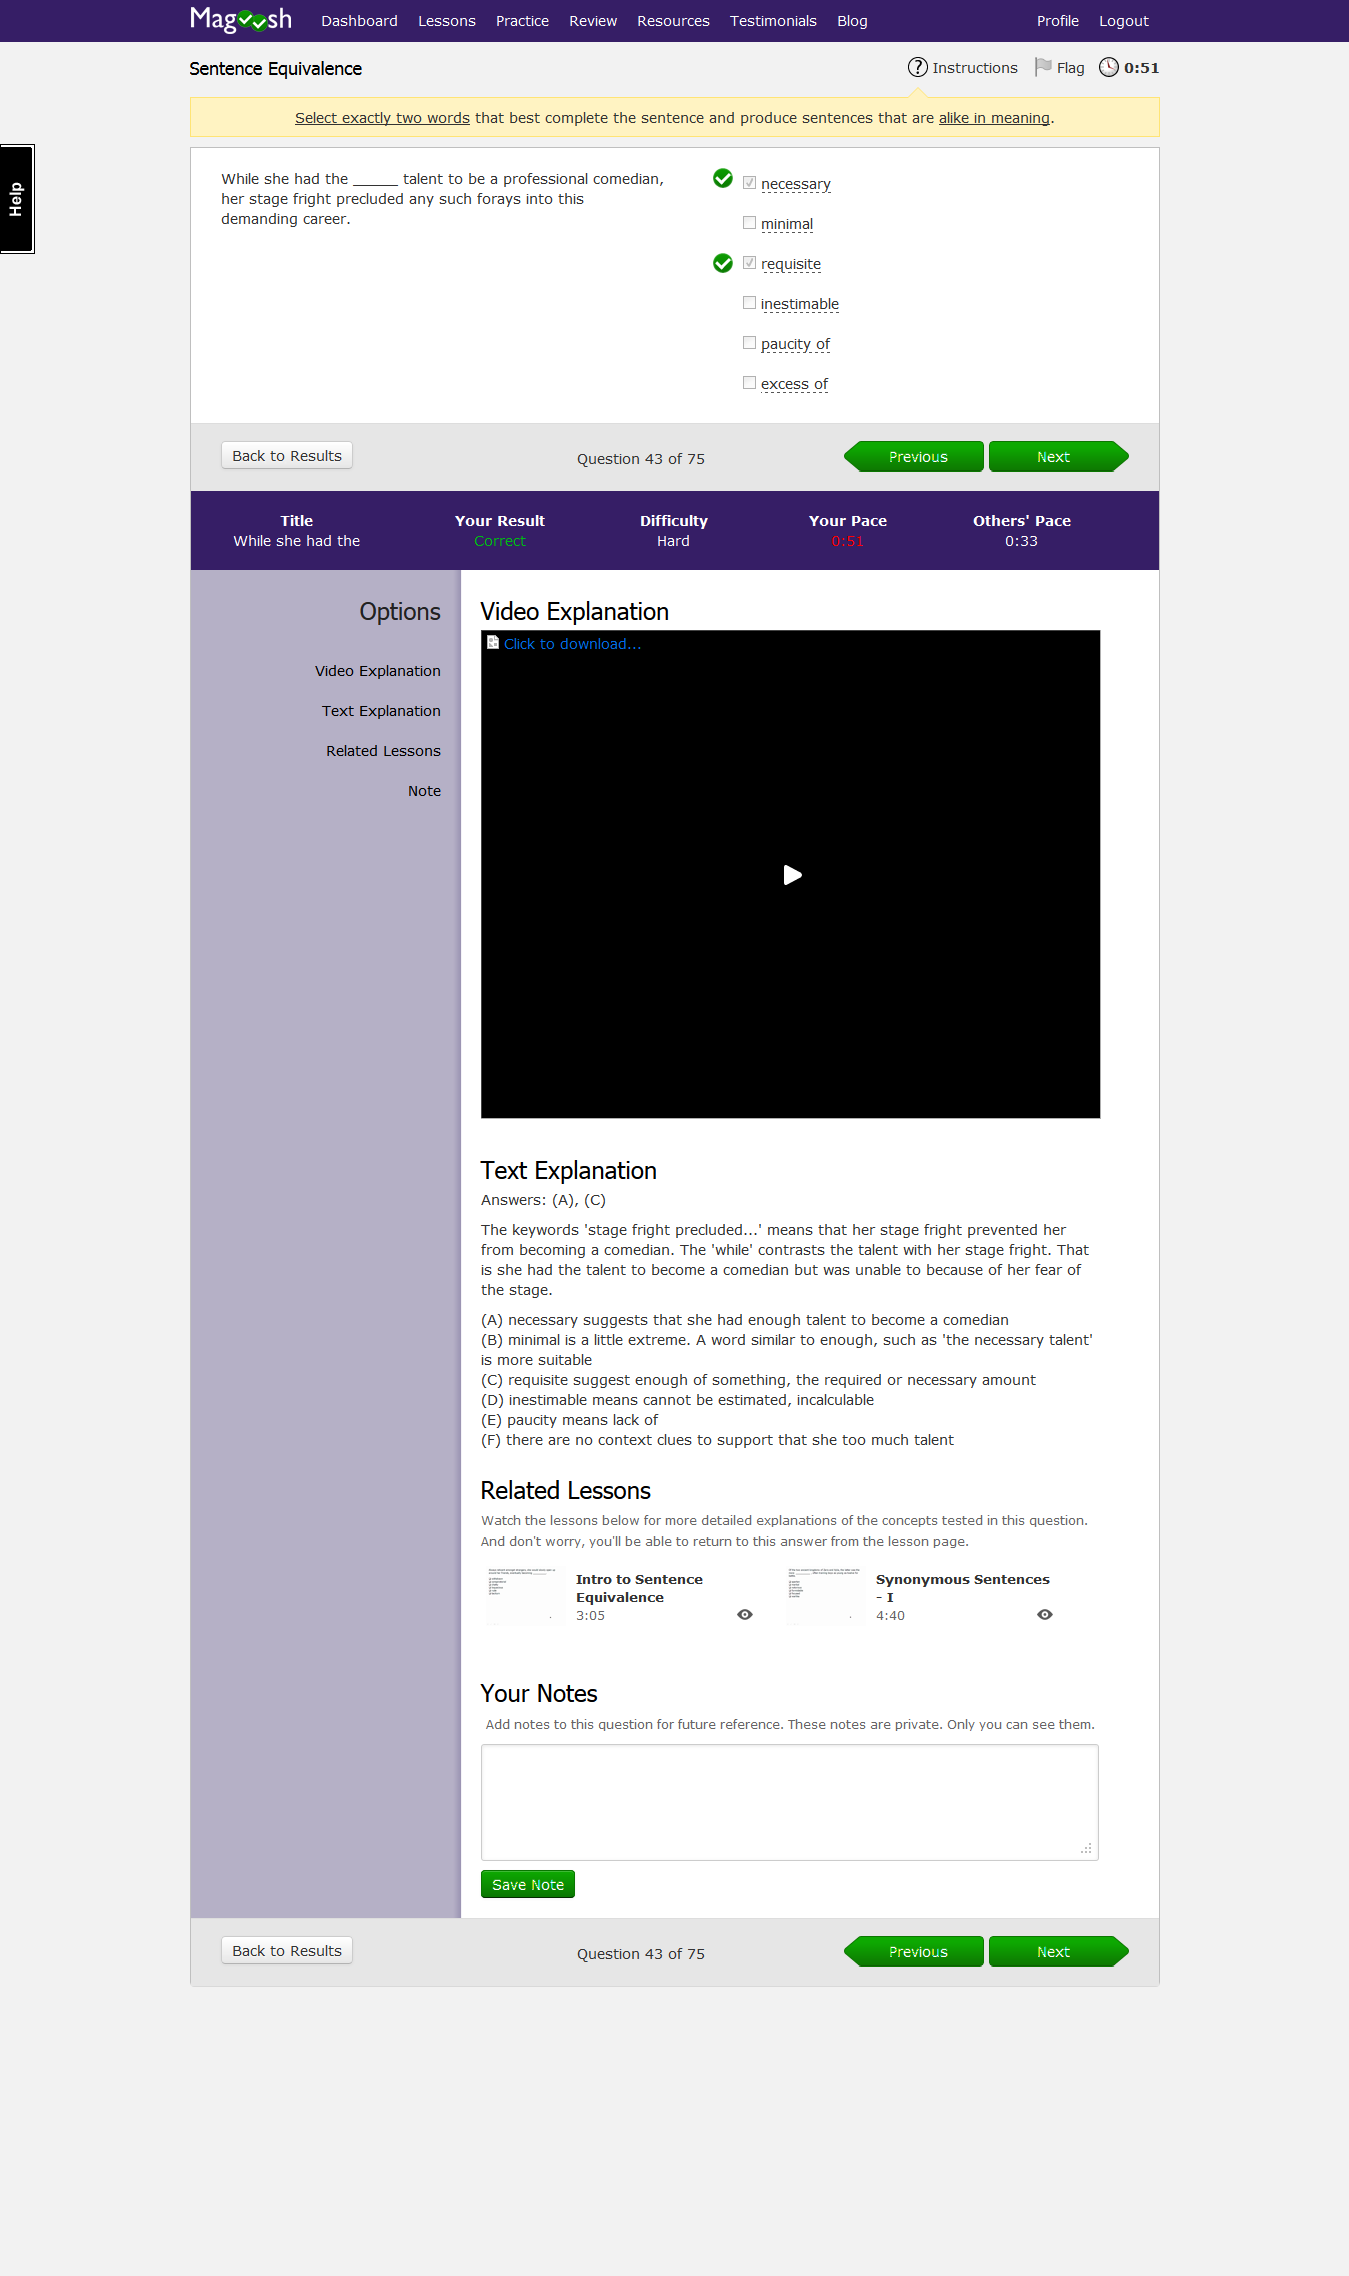 Magoosh Dashboard Lessons Practice Review Resources Testimonials Blog Profile Logout
Sentence Equivalence
? Instructions Flag 0:51
Select exactly two words that best complete the sentence and produce sentences that are alike in meaning.
Help
While she had the _____ talent to be a professional comedian,
her stage fright precluded any such forays into this
demanding career.
necessary
minimal
requisite
inestimable
paucity of
excess of
Back to Results Question 43 of 75 Previous Next
Title Your Result Difficulty Your Pace Others' Pace
While she had the Correct Hard 0:51 0:33
Options
Video Explanation
Text Explanation
Related Lessons
Note
Video Explanation
Click to download...
Text Explanation
Answers: (A), (C)
The keywords 'stage fright precluded...' means that her stage fright prevented her
from becoming a comedian. The 'while' contrasts the talent with her stage fright. That
is she had the talent to become a comedian but was unable to because of her fear of
the stage.
(A) necessary suggests that she had enough talent to become a comedian
(B) minimal is a little extreme. A word similar to enough, such as 'the necessary talent'
is more suitable
(C) requisite suggest enough of something, the required or necessary amount
(D) inestimable means cannot be estimated, incalculable
(E) paucity means lack of
(F) there are no context clues to support that she too much talent
Related Lessons
Watch the lessons below for more detailed explanations of the concepts tested in this question.
And don't worry, you'll be able to return to this answer from the lesson page.
Intro to Sentence
Equivalence
3:05
Synonymous Sentences
- I
4:40
Your Notes
Add notes to this question for future reference. These notes are private. Only you can see them.
Save Note
Back to Results Question 43 of 75 Previous Next